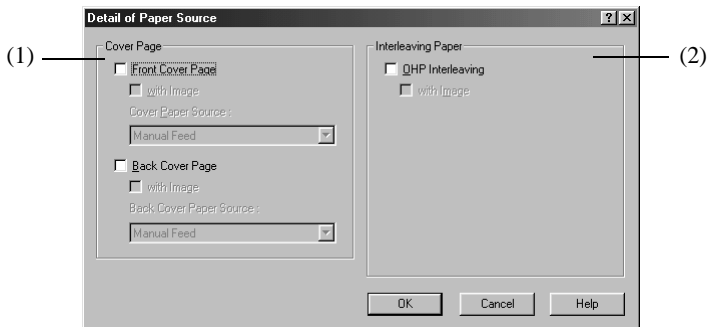 Detail of Paper Source
(1)
Cover Page
Front Cover Page
with Image
Cover Paper Source :
Manual Feed
Back Cover Page
with Image
Back Cover Paper Source :
Manual Feed
Interleaving Paper
(2)
OHP Interleaving
with Image
OK
Cancel
Help